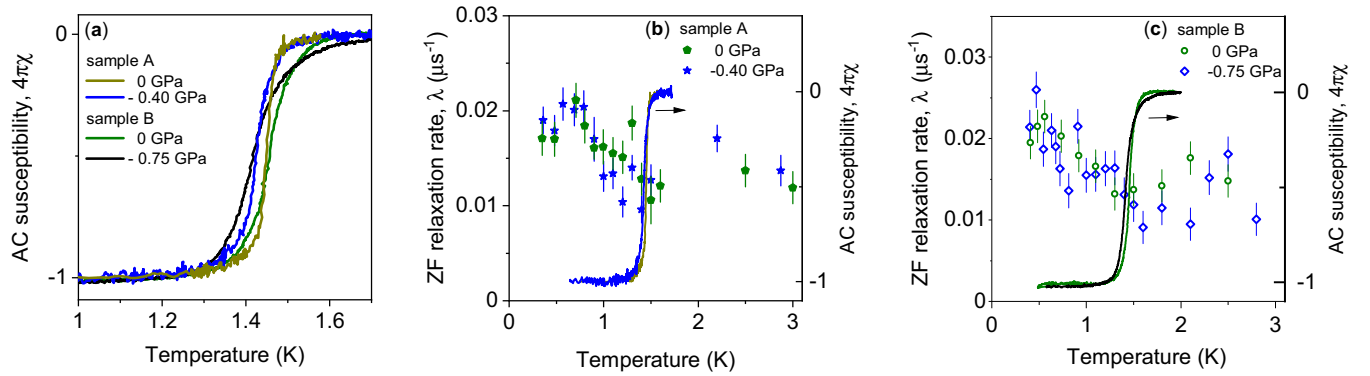 (a)
sample A
0 GPa
- 0.40 GPa
sample B
0 GPa
- 0.75 GPa
0
-1
AC susceptibility, 4πχ
1
1.2
1.4
1.6
Temperature (K)
(b)
sample A
0 GPa
-0.40 GPa
0.03
0.02
0.01
0
ZF relaxation rate, λ (μs⁻¹)
0
-1
AC susceptibility, 4πχ
0
1
2
3
Temperature (K)
(c)
sample B
0 GPa
-0.75 GPa
0.03
0.02
0.01
0
ZF relaxation rate, λ (μs⁻¹)
0
-1
AC susceptibility, 4πχ
0
1
2
3
Temperature (K)